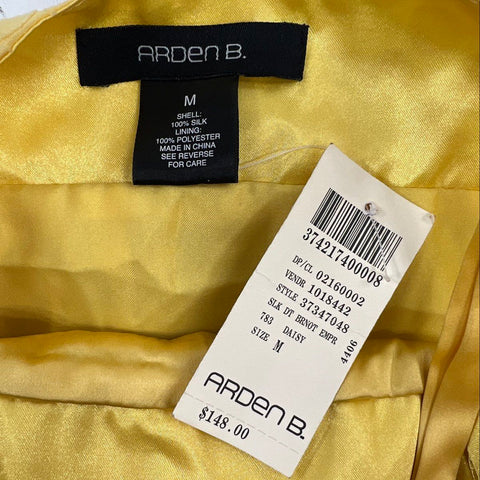 ARDEN B.
M
SHELL:
100% SILK
LINING:
100% POLYESTER
MADE IN CHINA
SEE REVERSE
FOR CARE
374217400008
DP/CL 02160002
VENDR 1018442
STYLE 37347048
SLK DT BRNOT EMPR
783 DAISY
SIZE M
4406
ARDEN B.
$148.00